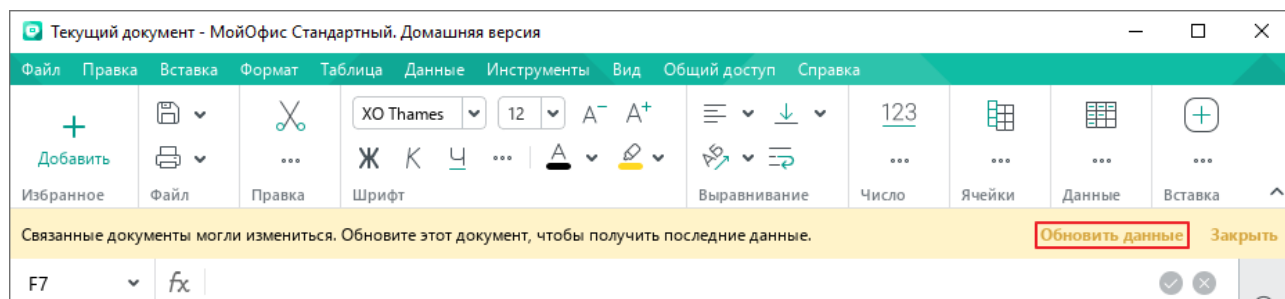 Текущий документ - МойОфис Стандартный. Домашняя версия
Файл Правка Вставка Формат Таблица Данные Инструменты Вид Общий доступ Справка
XO Thames 12 A⁻ A⁺ 123
Добавить Ж К Ч A
Избранное Файл Правка Шрифт Выравнивание Число Ячейки Данные Вставка
Связанные документы могли измениться. Обновите этот документ, чтобы получить последние данные. Обновить данные Закрыть
F7 fx